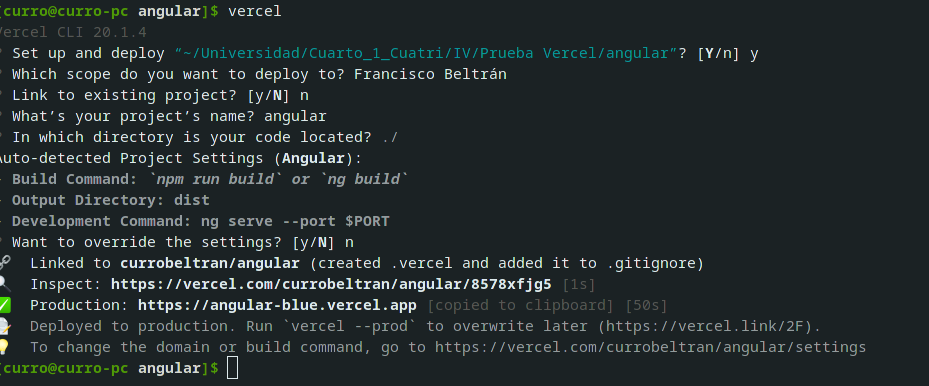 [curro@curro-pc angular]$ vercel
Vercel CLI 20.1.4
? Set up and deploy “~/Universidad/Cuarto_1_Cuatri/IV/Prueba Vercel/angular”? [Y/n] y
? Which scope do you want to deploy to? Francisco Beltrán
? Link to existing project? [y/N] n
? What’s your project’s name? angular
? In which directory is your code located? ./
Auto-detected Project Settings (Angular):
- Build Command: `npm run build` or `ng build`
- Output Directory: dist
- Development Command: ng serve --port $PORT
? Want to override the settings? [y/N] n
🔗 Linked to currobeltran/angular (created .vercel and added it to .gitignore)
🔍 Inspect: https://vercel.com/currobeltran/angular/8578xfjg5 [1s]
✅ Production: https://angular-blue.vercel.app [copied to clipboard] [50s]
📝 Deployed to production. Run `vercel --prod` to overwrite later (https://vercel.link/2F).
💡 To change the domain or build command, go to https://vercel.com/currobeltran/angular/settings
[curro@curro-pc angular]$